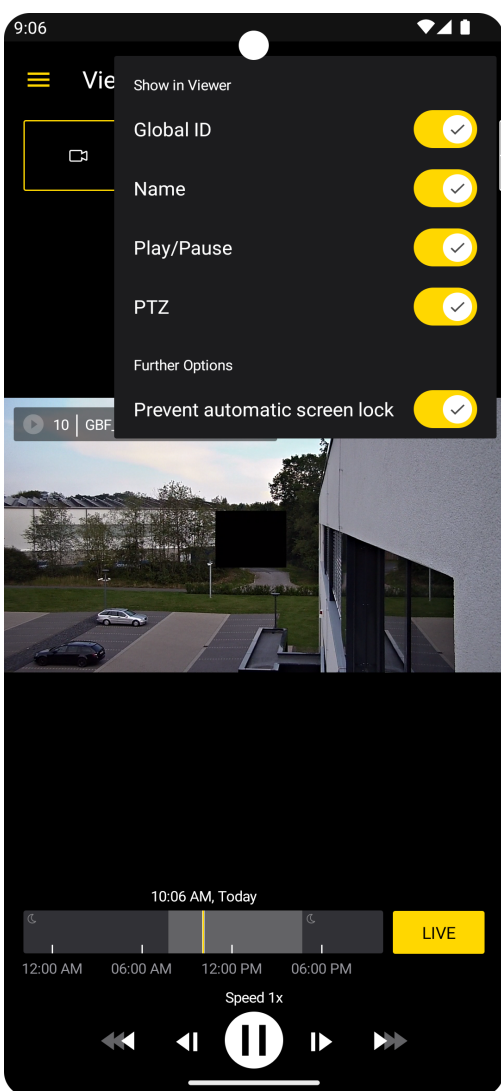 9:06
Vie
Show in Viewer
Global ID
Name
Play/Pause
PTZ
Further Options
Prevent automatic screen lock
10 | GBF_
10:06 AM, Today
LIVE
12:00 AM 06:00 AM 12:00 PM 06:00 PM
Speed 1x